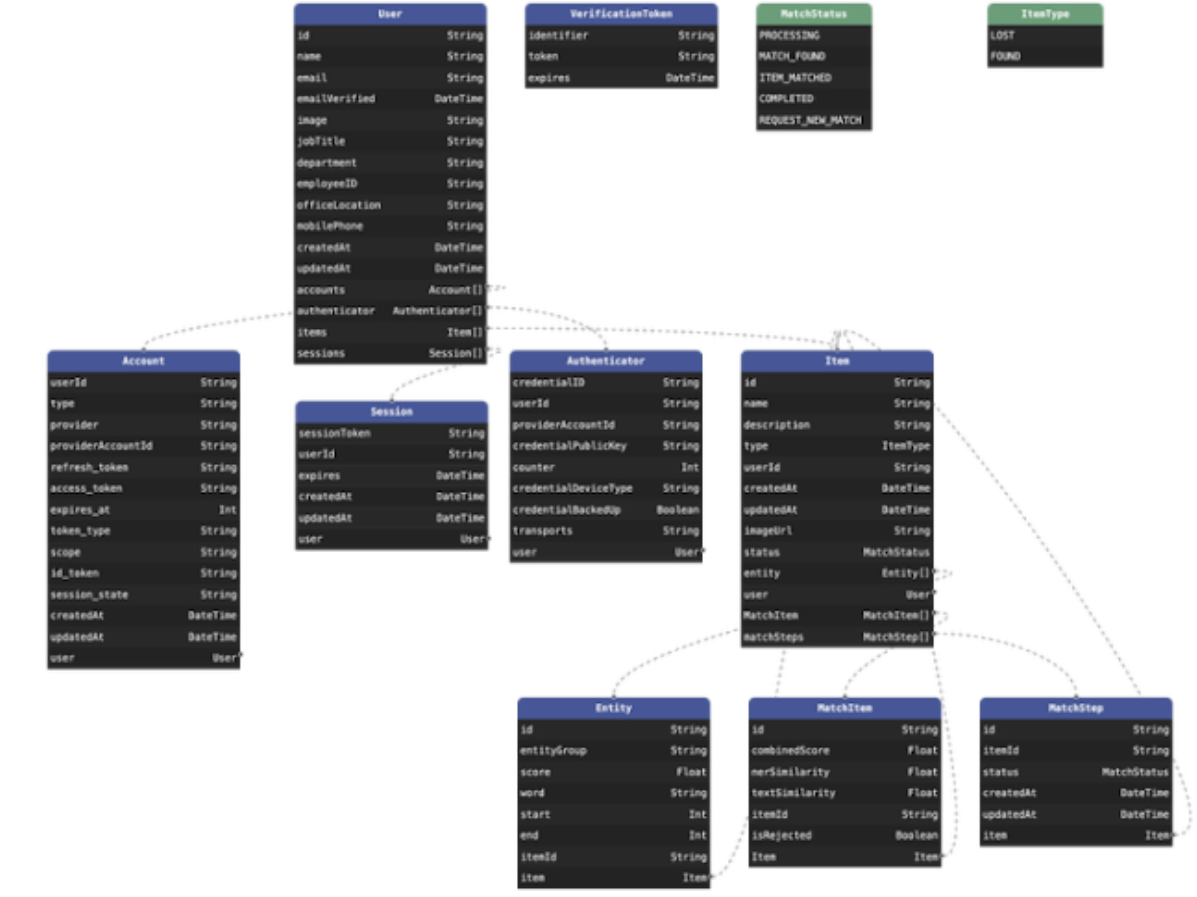 User
id String
name String
email String
emailVerified DateTime
image String
jobTitle String
department String
employeeID String
officeLocation String
mobilePhone String
createdAt DateTime
updatedAt DateTime
accounts Account[]
authenticator Authenticator[]
items Item[]
sessions Session[]
VerificationToken
identifier String
token String
expires DateTime
MatchStatus
PROCESSING
MATCH_FOUND
ITEM_MATCHED
COMPLETED
REQUEST_NEW_MATCH
ItemType
LOST
FOUND
Account
userId String
type String
provider String
providerAccountId String
refresh_token String
access_token String
expires_at Int
token_type String
scope String
id_token String
session_state String
createdAt DateTime
updatedAt DateTime
user User
Session
sessionToken String
userId String
expires DateTime
createdAt DateTime
updatedAt DateTime
user User
Authenticator
credentialID String
userId String
providerAccountId String
credentialPublicKey String
counter Int
credentialDeviceType String
credentialBackedUp Boolean
transports String
user User
Item
id String
name String
description String
type ItemType
userId String
createdAt DateTime
updatedAt DateTime
imageUrl String
status MatchStatus
entity Entity[]
user User
MatchItem MatchItem[]
matchSteps MatchStep[]
Entity
id String
entityGroup String
score Float
word String
start Int
end Int
itemId String
item Item
MatchItem
id String
combinedScore Float
nerSimilarity Float
textSimilarity Float
itemId String
isRejected Boolean
Item Item
MatchStep
id String
itemId String
status MatchStatus
createdAt DateTime
updatedAt DateTime
item Item